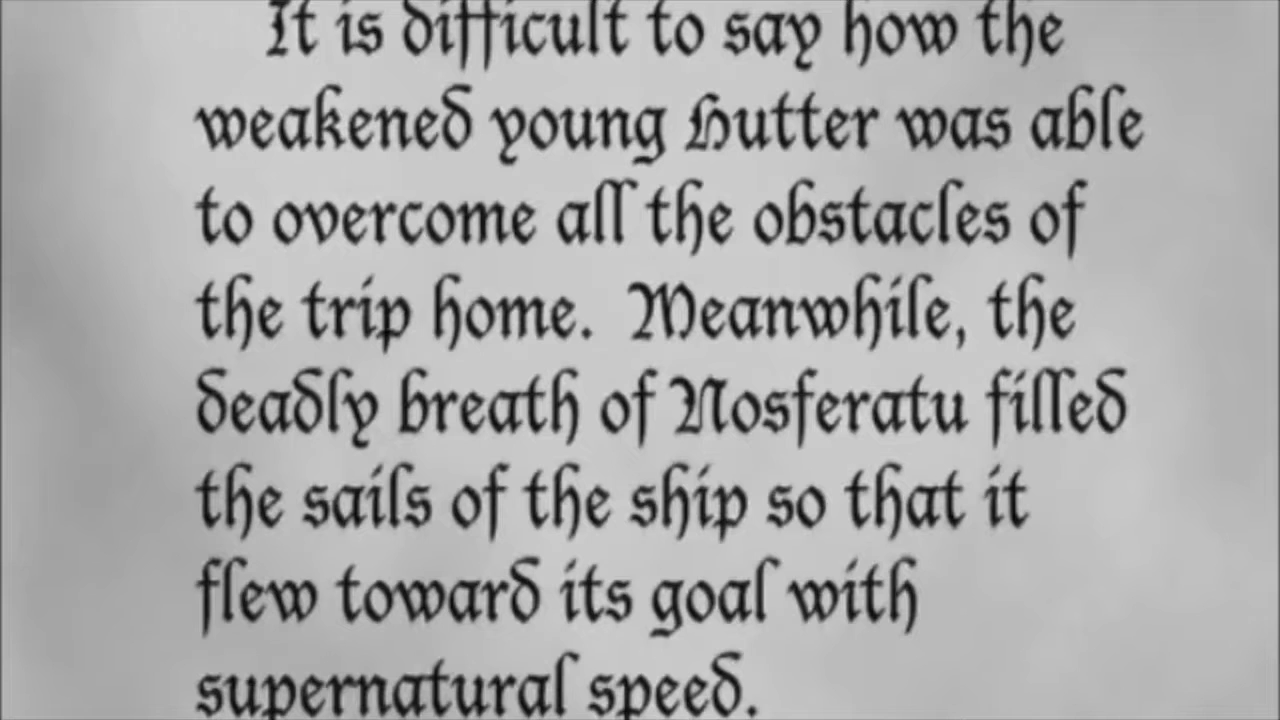 It is difficult to say how the
weakened young Hutter was able
to overcome all the obstacles of
the trip home. Meanwhile, the
deadly breath of Nosferatu filled
the sails of the ship so that it
flew toward its goal with
supernatural speed.